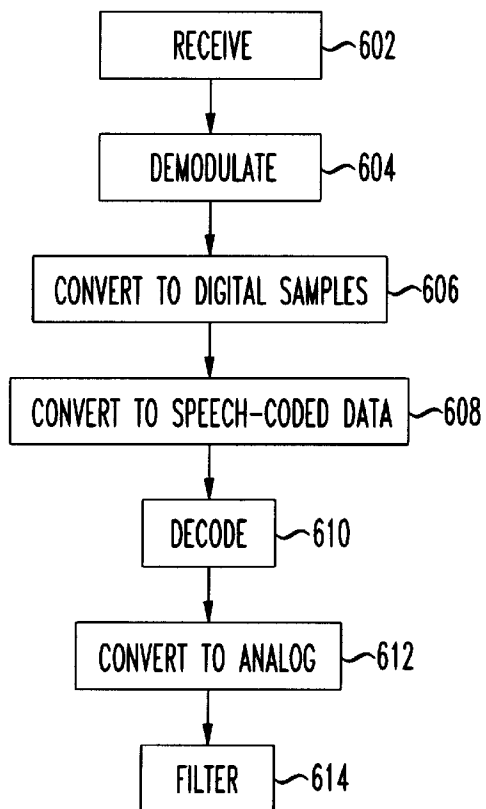 RECEIVE 602
DEMODULATE 604
CONVERT TO DIGITAL SAMPLES 606
CONVERT TO SPEECH-CODED DATA 608
DECODE 610
CONVERT TO ANALOG 612
FILTER 614